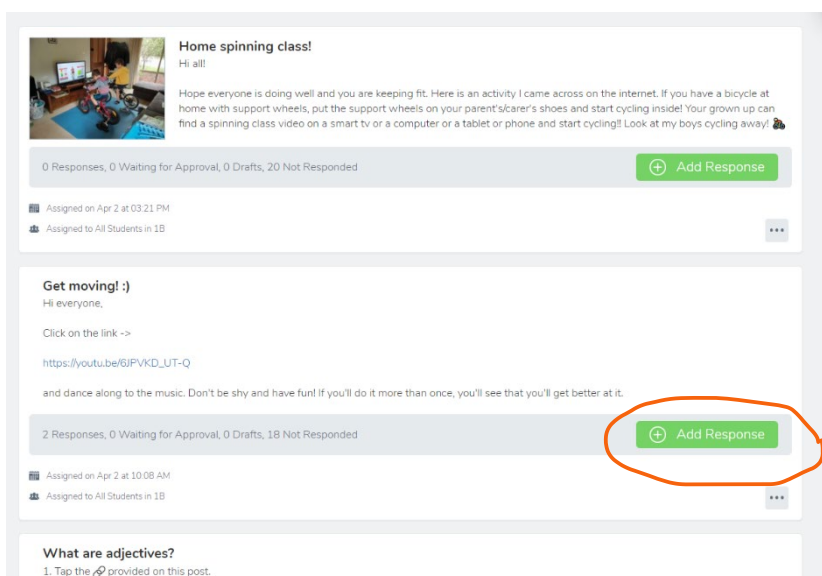 Home spinning class!
Hi all!
Hope everyone is doing well and you are keeping fit. Here is an activity I came across on the internet. If you have a bicycle at
home with support wheels, put the support wheels on your parent's/carer's shoes and start cycling inside! Your grown up can
find a spinning class video on a smart tv or a computer or a tablet or phone and start cycling!! Look at my boys cycling away! 🚴
0 Responses, 0 Waiting for Approval, 0 Drafts, 20 Not Responded
Add Response
Assigned on Apr 2 at 03:21 PM
Assigned to All Students in 1B
Get moving! :)
Hi everyone,
Click on the link ->
https://youtu.be/6JPVKD_UT-Q
and dance along to the music. Don't be shy and have fun! If you'll do it more than once, you'll see that you'll get better at it.
2 Responses, 0 Waiting for Approval, 0 Drafts, 18 Not Responded
Add Response
Assigned on Apr 2 at 10:08 AM
Assigned to All Students in 1B
What are adjectives?
1. Tap the 🔗 provided on this post.